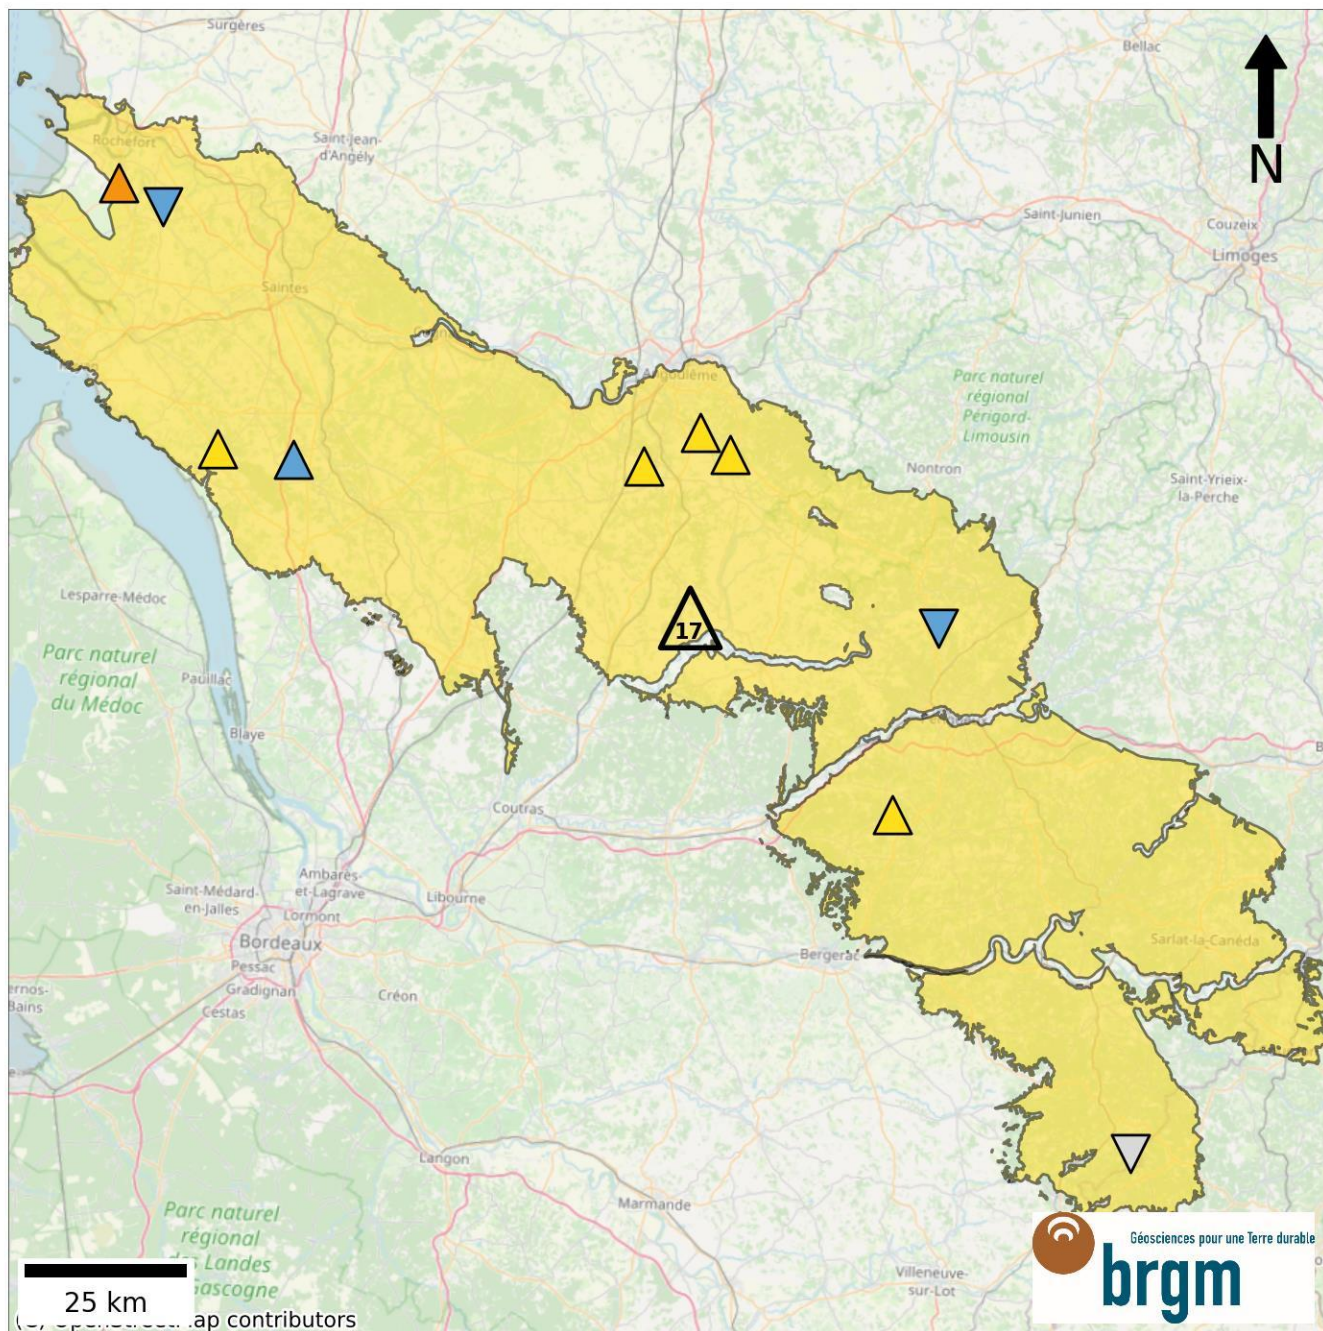 Surgères
Bellac
Rochefort
Saint-Jean-
d'Angély
N
Saint-Junien
Couzeix
Limoges
Saintes
Angoulême
Parc naturel
régional
Périgord-
Limousin
Nontron
Saint-Yrieix-
la-Perche
Lesparre-Médoc
17
Parc naturel
régional
du Médoc
Pauillac
Blaye
Coutras
Ambarès-
et-Lagrave
Saint-Médard-
en-Jalles
Libourne
Lormont
Bordeaux
Sarlat-la-Canéda
Bergerac
Pessac
Gradignan
Créon
Cestas
Langon
Marmande
Parc naturel
régional
des Landes
Gascogne
Villeneuve-
sur-Lot
Géosciences pour une Terre durable
brgm
25 km
contributors